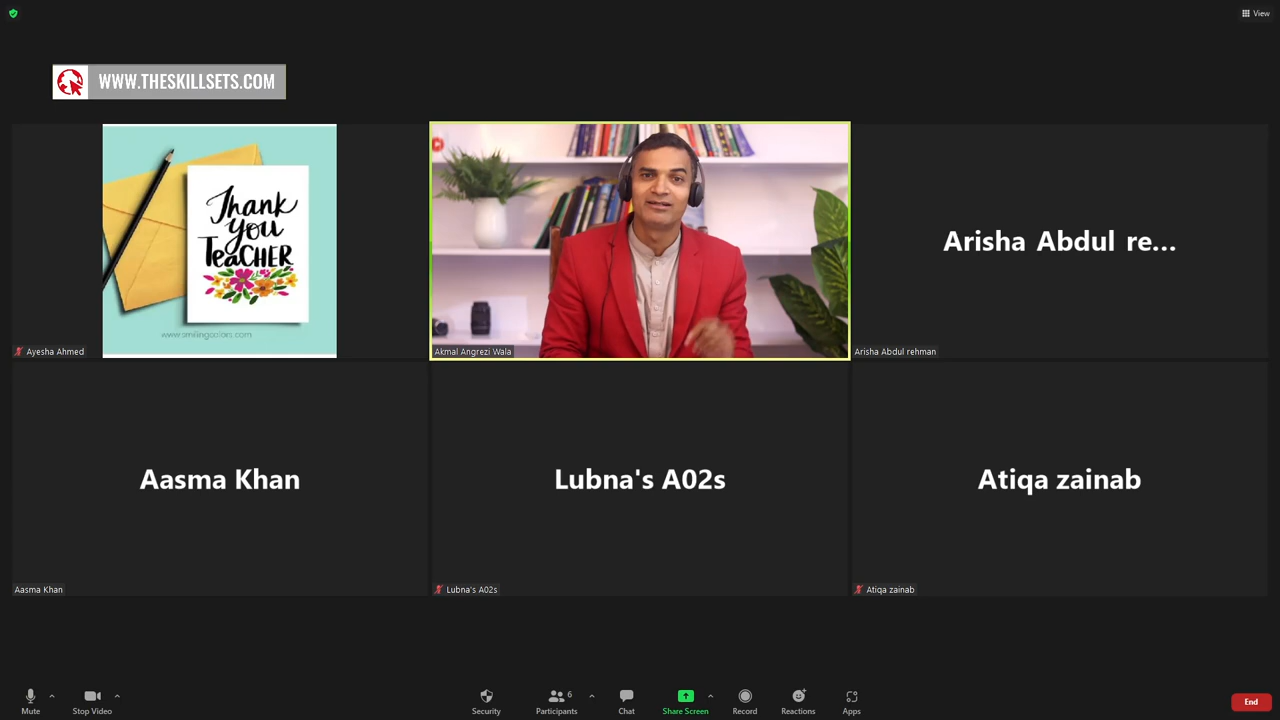 View
WWW.THESKILLSETS.COM
Thank
you
TEACHER
www.smilingcolors.com
Ayesha Ahmed
Akmal Angrezi Wala
Arisha Abdul re...
Arisha Abdul rehman
Aasma Khan
Aasma Khan
Lubna's A02s
Lubna's A02s
Atiqa zainab
Atiqa zainab
Mute
Stop Video
Security
6
Participants
Chat
Share Screen
Record
Reactions
Apps
End